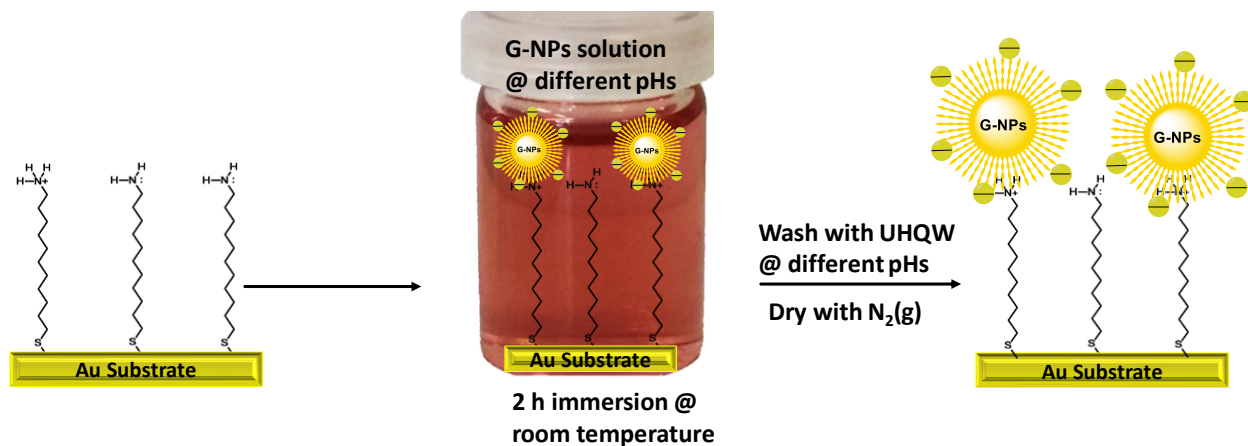 H H
H-N+
H
H-N:
H
H-N:
S
S
S
Au Substrate
G-NPs solution
@ different pHs
G-NPs
G-NPs
H-N+
H
H-N:
H-N+
S
S
S
Au Substrate
2 h immersion @
room temperature
Wash with UHQW
@ different pHs
Dry with N₂(g)
G-NPs
G-NPs
H H
N+
H
H-N:
H H
H-N+
S
S
S
Au Substrate